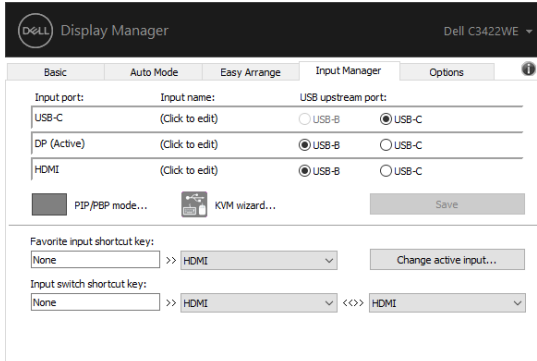 DELL Display Manager Dell C3422WE
Basic Auto Mode Easy Arrange Input Manager Options
Input port: Input name: USB upstream port:
USB-C (Click to edit) USB-B USB-C
DP (Active) (Click to edit) USB-B USB-C
HDMI (Click to edit) USB-B USB-C
PIP/PBP mode... KVM wizard... Save
Favorite input shortcut key:
None >> HDMI Change active input...
Input switch shortcut key:
None >> HDMI <<>> HDMI